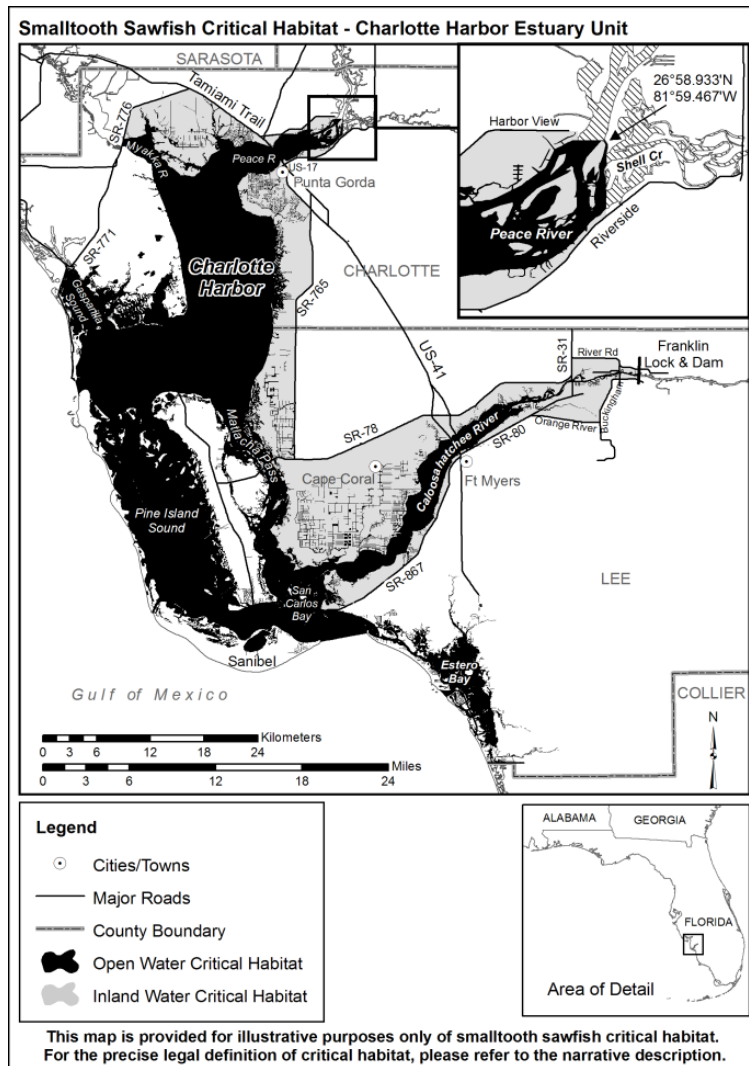 Smalltooth Sawfish Critical Habitat - Charlotte Harbor Estuary Unit
SARASOTA
Tamiami Trail
SR-776
Myakka R
Peace R
US-17
Punta Gorda
26°58.933'N
81°59.467'W
Harbor View
Shell Cr
Peace River
Riverside
SR-771
Gasparilla
Sound
Charlotte
Harbor
CHARLOTTE
SR-765
US-41
SR-31
River Rd
Franklin
Lock & Dam
Buckingham
Orange River
SR-80
SR-78
Matlacha Pass
Cape Coral
Caloosahatchee River
Ft Myers
Pine Island
Sound
SR-867
San
Carlos
Bay
LEE
Sanibel
Estero
Bay
Gulf of Mexico
COLLIER
N
Kilometers
0 3 6 12 18 24
Miles
0 3 6 12 18 24
Legend
Cities/Towns
Major Roads
County Boundary
Open Water Critical Habitat
Inland Water Critical Habitat
ALABAMA
GEORGIA
FLORIDA
Area of Detail
This map is provided for illustrative purposes only of smalltooth sawfish critical habitat.
For the precise legal definition of critical habitat, please refer to the narrative description.